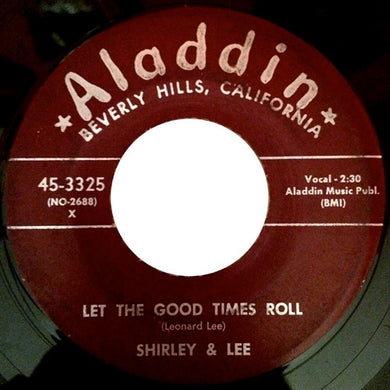 ★Aladdin★
BEVERLY HILLS, CALIFORNIA
45-3325
(NO-2688)
X
Vocal - 2:30
Aladdin Music Publ.
(BMI)
LET THE GOOD TIMES ROLL
(Leonard Lee)
SHIRLEY & LEE